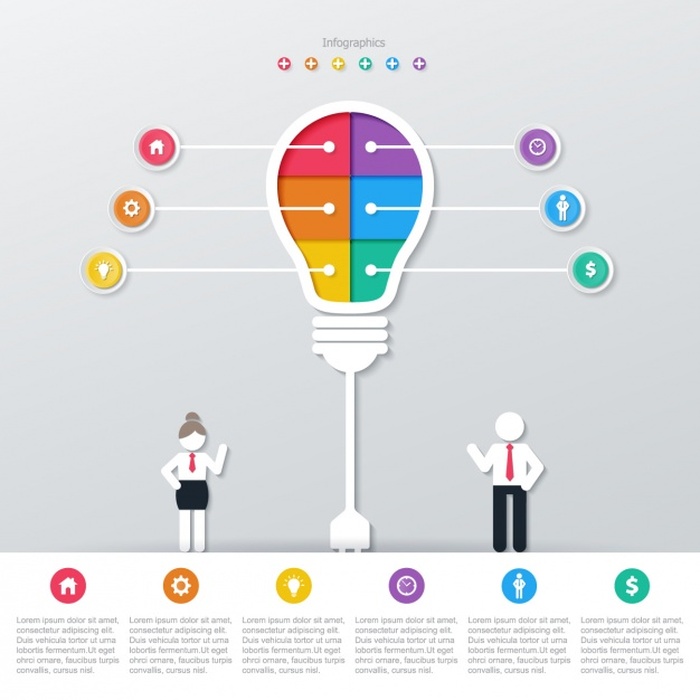 Infographics
Lorem ipsum dolor sit amet,
consectetur adipiscing elit.
Duis vehicula tortor ut urna
lobortis fermentum.Ut eget
ohrci ornare, faucibus turpis
convallis, cursus nisl.
Lorem ipsum dolor sit amet,
consectetur adipiscing elit.
Duis vehicula tortor ut urna
lobortis fermentum.Ut eget
ohrci ornare, faucibus turpis
convallis, cursus nisl.
Lorem ipsum dolor sit amet,
consectetur adipiscing elit.
Duis vehicula tortor ut urna
lobortis fermentum.Ut eget
ohrci ornare, faucibus turpis
convallis, cursus nisl.
Lorem ipsum dolor sit amet,
consectetur adipiscing elit.
Duis vehicula tortor ut urna
lobortis fermentum.Ut eget
ohrci ornare, faucibus turpis
convallis, cursus nisl.
Lorem ipsum dolor sit amet,
consectetur adipiscing elit.
Duis vehicula tortor ut urna
lobortis fermentum.Ut eget
ohrci ornare, faucibus turpis
convallis, cursus nisl.
Lorem ipsum dolor sit amet,
consectetur adipiscing elit.
Duis vehicula tortor ut urna
lobortis fermentum.Ut eget
ohrci ornare, faucibus turpis
convallis, cursus nisl.